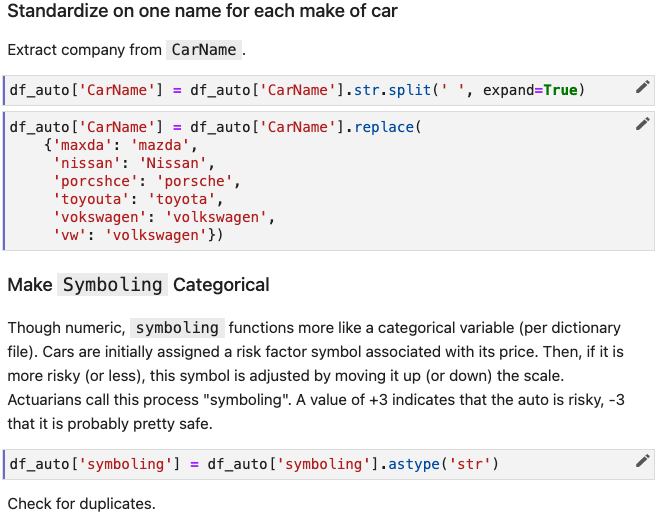 Standardize on one name for each make of car
Extract company from CarName.
df_auto['CarName'] = df_auto['CarName'].str.split(' ', expand=True)
df_auto['CarName'] = df_auto['CarName'].replace(
    {'maxda': 'mazda',
     'nissan': 'Nissan',
     'porcshce': 'porsche',
     'toyouta': 'toyota',
     'vokswagen': 'volkswagen',
     'vw': 'volkswagen'})
Make Symboling Categorical
Though numeric, symboling functions more like a categorical variable (per dictionary
file). Cars are initially assigned a risk factor symbol associated with its price. Then, if it is
more risky (or less), this symbol is adjusted by moving it up (or down) the scale.
Actuarians call this process "symboling". A value of +3 indicates that the auto is risky, -3
that it is probably pretty safe.
df_auto['symboling'] = df_auto['symboling'].astype('str')
Check for duplicates.